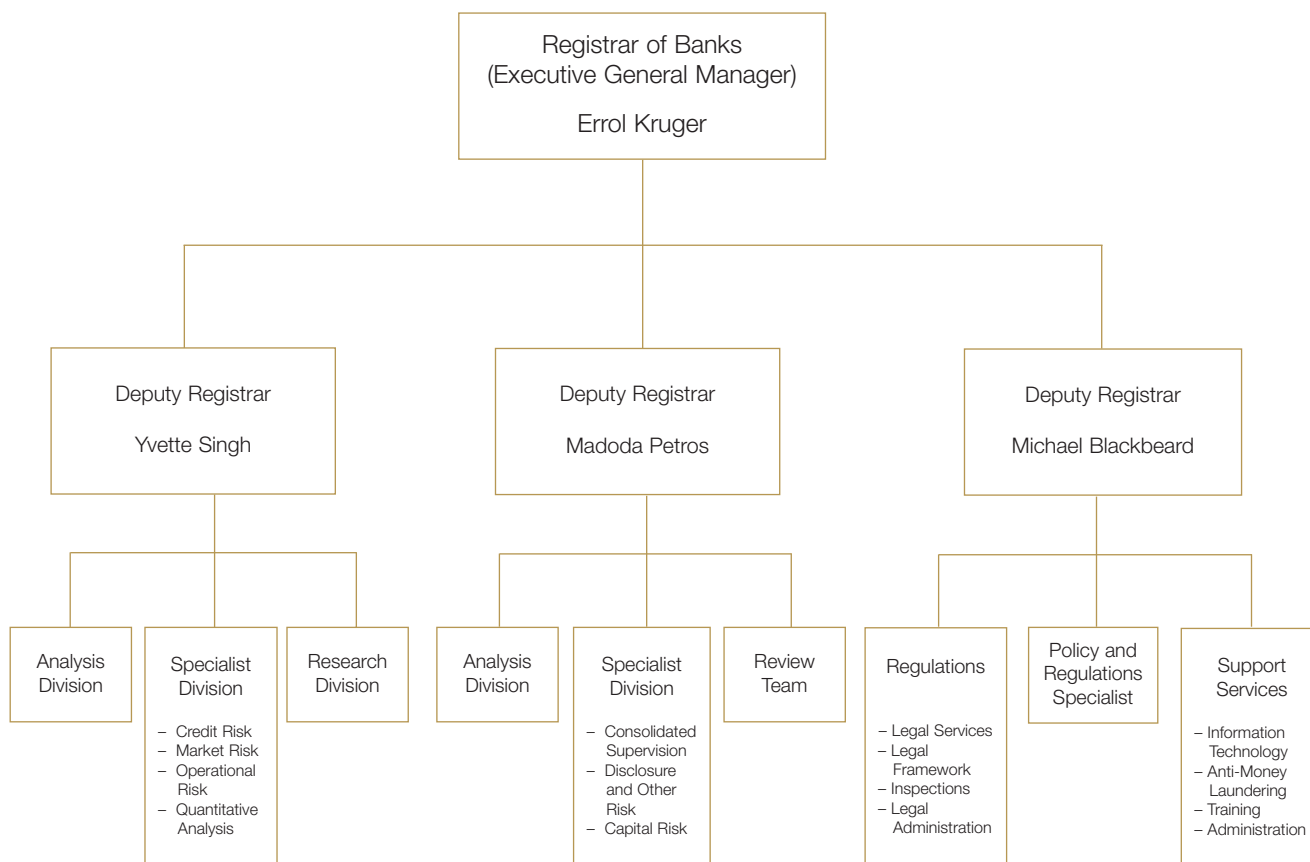 Registrar of Banks
(Executive General Manager)
Errol Kruger
Deputy Registrar
Yvette Singh
Deputy Registrar
Madoda Petros
Deputy Registrar
Michael Blackbeard
Analysis
Division
Specialist
Division
– Credit Risk
– Market Risk
– Operational
Risk
– Quantitative
Analysis
Research
Division
Analysis
Division
Specialist
Division
– Consolidated
Supervision
– Disclosure
and Other
Risk
– Capital Risk
Review
Team
Regulations
– Legal Services
– Legal
Framework
– Inspections
– Legal
Administration
Policy and
Regulations
Specialist
Support
Services
– Information
Technology
– Anti-Money
Laundering
– Training
– Administration